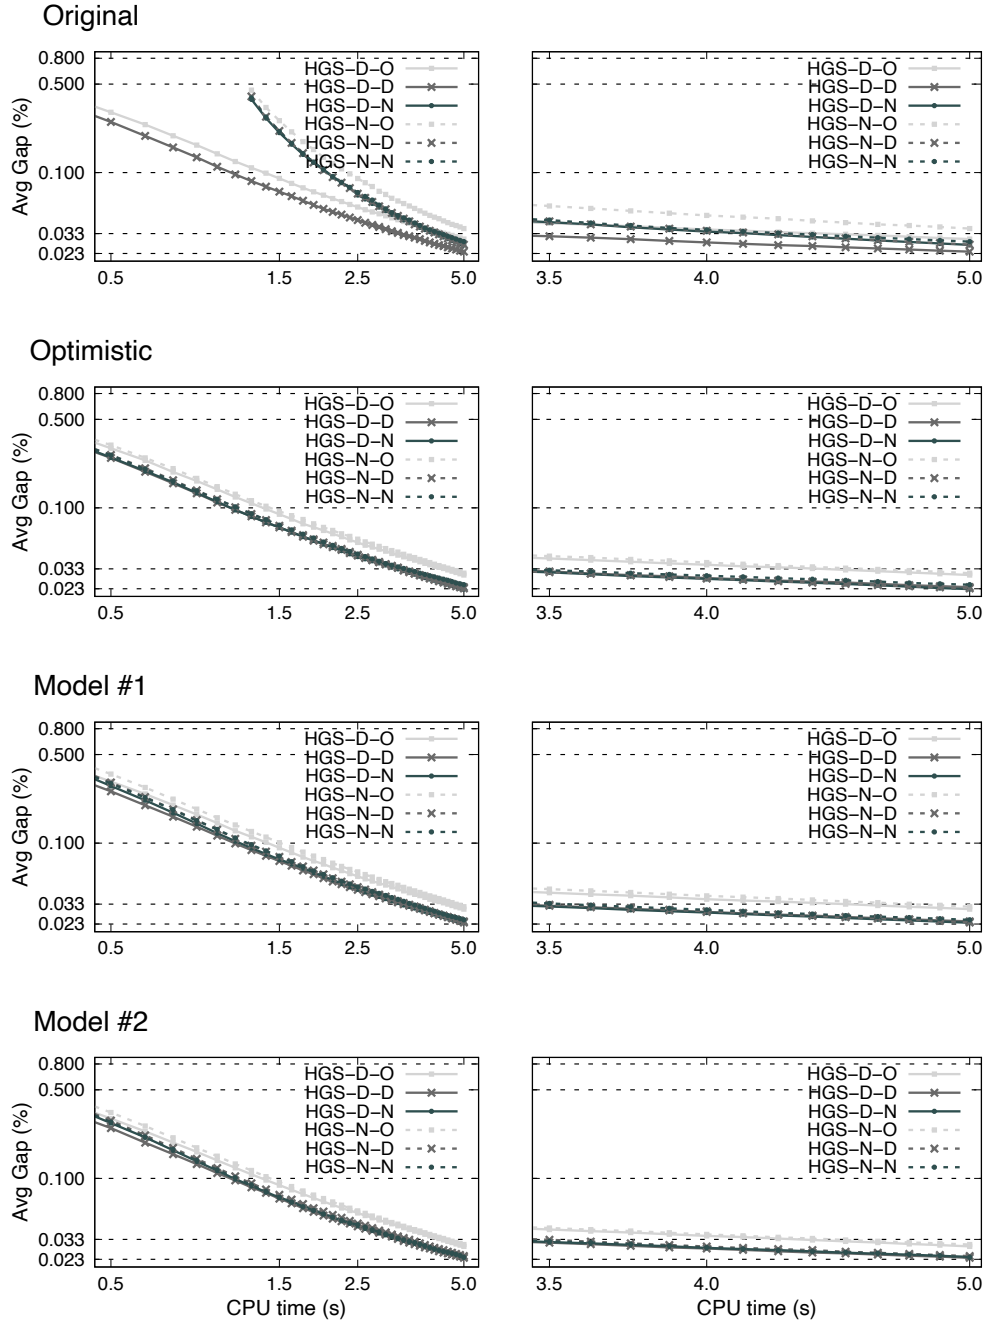 Original
Avg Gap (%)
0.800
0.500
0.100
0.033
0.023
HGS–D–O
HGS–D–D
HGS–D–N
HGS–N–O
HGS–N–D
HGS–N–N
0.5 1.5 2.5 5.0
HGS–D–O
HGS–D–D
HGS–D–N
HGS–N–O
HGS–N–D
HGS–N–N
3.5 4.0 5.0
Optimistic
Avg Gap (%)
0.800
0.500
0.100
0.033
0.023
HGS–D–O
HGS–D–D
HGS–D–N
HGS–N–O
HGS–N–D
HGS–N–N
0.5 1.5 2.5 5.0
HGS–D–O
HGS–D–D
HGS–D–N
HGS–N–O
HGS–N–D
HGS–N–N
3.5 4.0 5.0
Model #1
Avg Gap (%)
0.800
0.500
0.100
0.033
0.023
HGS–D–O
HGS–D–D
HGS–D–N
HGS–N–O
HGS–N–D
HGS–N–N
0.5 1.5 2.5 5.0
HGS–D–O
HGS–D–D
HGS–D–N
HGS–N–O
HGS–N–D
HGS–N–N
3.5 4.0 5.0
Model #2
Avg Gap (%)
0.800
0.500
0.100
0.033
0.023
HGS–D–O
HGS–D–D
HGS–D–N
HGS–N–O
HGS–N–D
HGS–N–N
0.5 1.5 2.5 5.0
CPU time (s)
HGS–D–O
HGS–D–D
HGS–D–N
HGS–N–O
HGS–N–D
HGS–N–N
3.5 4.0 5.0
CPU time (s)